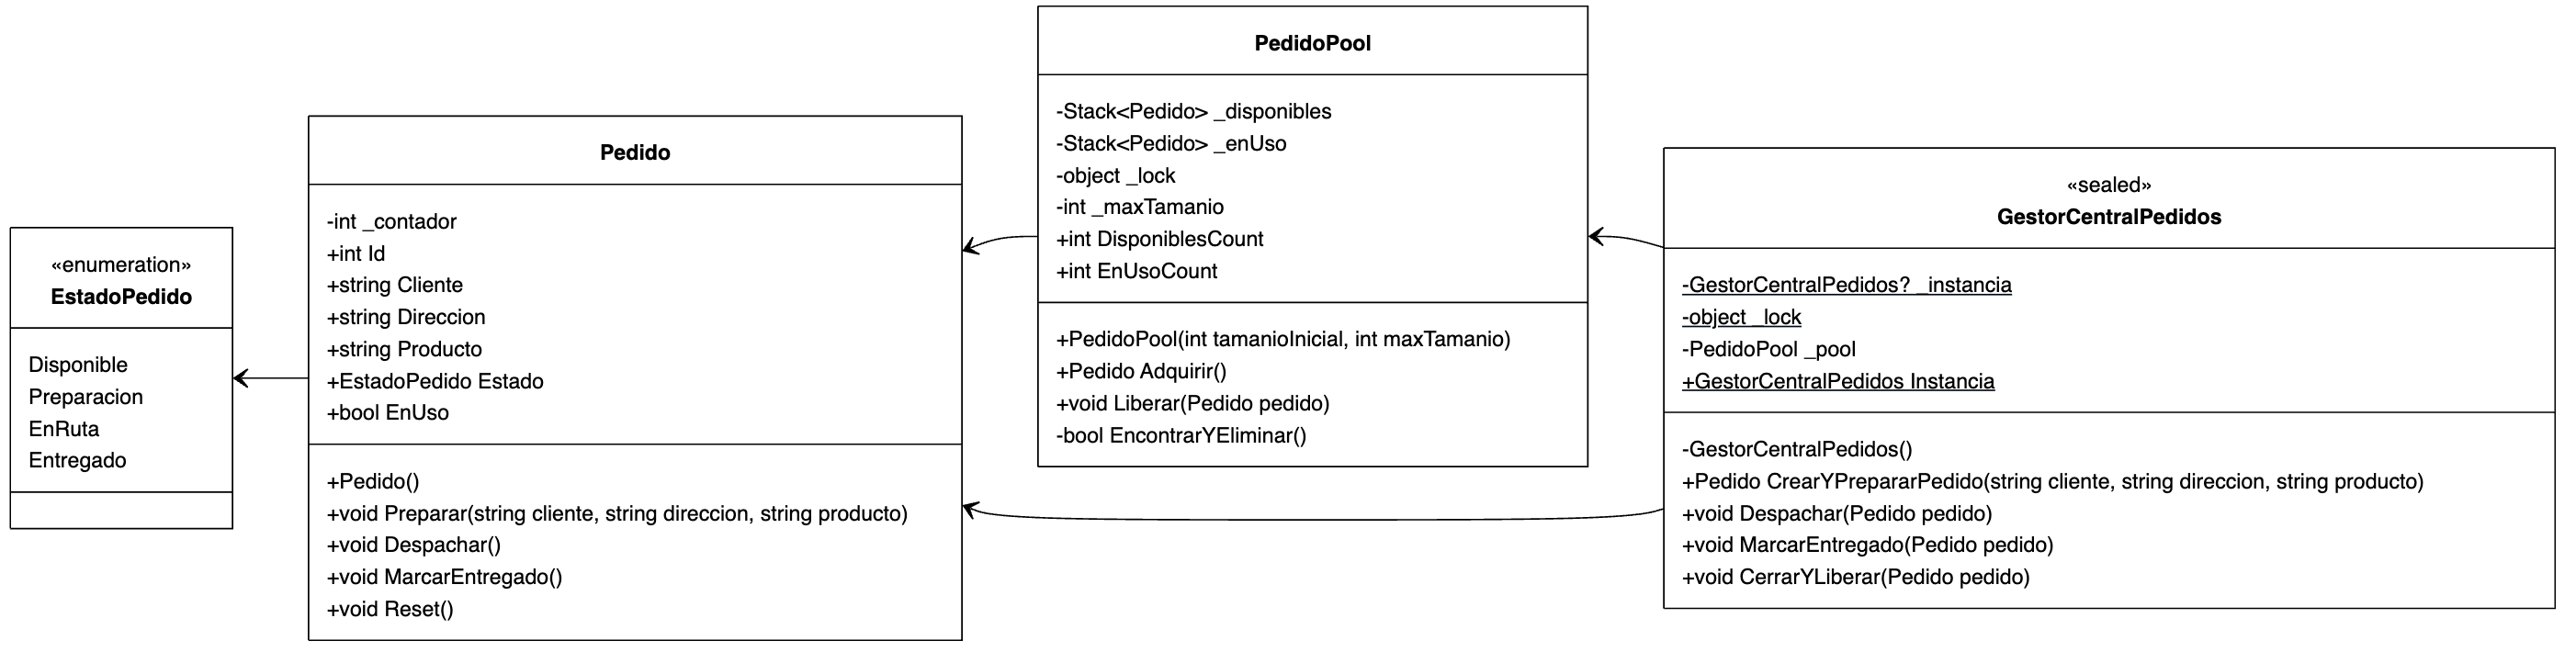 «enumeration»
EstadoPedido
Disponible
Preparacion
EnRuta
Entregado
Pedido
-int _contador
+int Id
+string Cliente
+string Direccion
+string Producto
+EstadoPedido Estado
+bool EnUso
+Pedido()
+void Preparar(string cliente, string direccion, string producto)
+void Despachar()
+void MarcarEntregado()
+void Reset()
PedidoPool
-Stack<Pedido> _disponibles
-Stack<Pedido> _enUso
-object _lock
-int _maxTamanio
+int DisponiblesCount
+int EnUsoCount
+PedidoPool(int tamanioInicial, int maxTamanio)
+Pedido Adquirir()
+void Liberar(Pedido pedido)
-bool EncontrarYEliminar()
«sealed»
GestorCentralPedidos
-GestorCentralPedidos? _instancia
-object _lock
-PedidoPool _pool
+GestorCentralPedidos Instancia
-GestorCentralPedidos()
+Pedido CrearYPrepararPedido(string cliente, string direccion, string producto)
+void Despachar(Pedido pedido)
+void MarcarEntregado(Pedido pedido)
+void CerrarYLiberar(Pedido pedido)